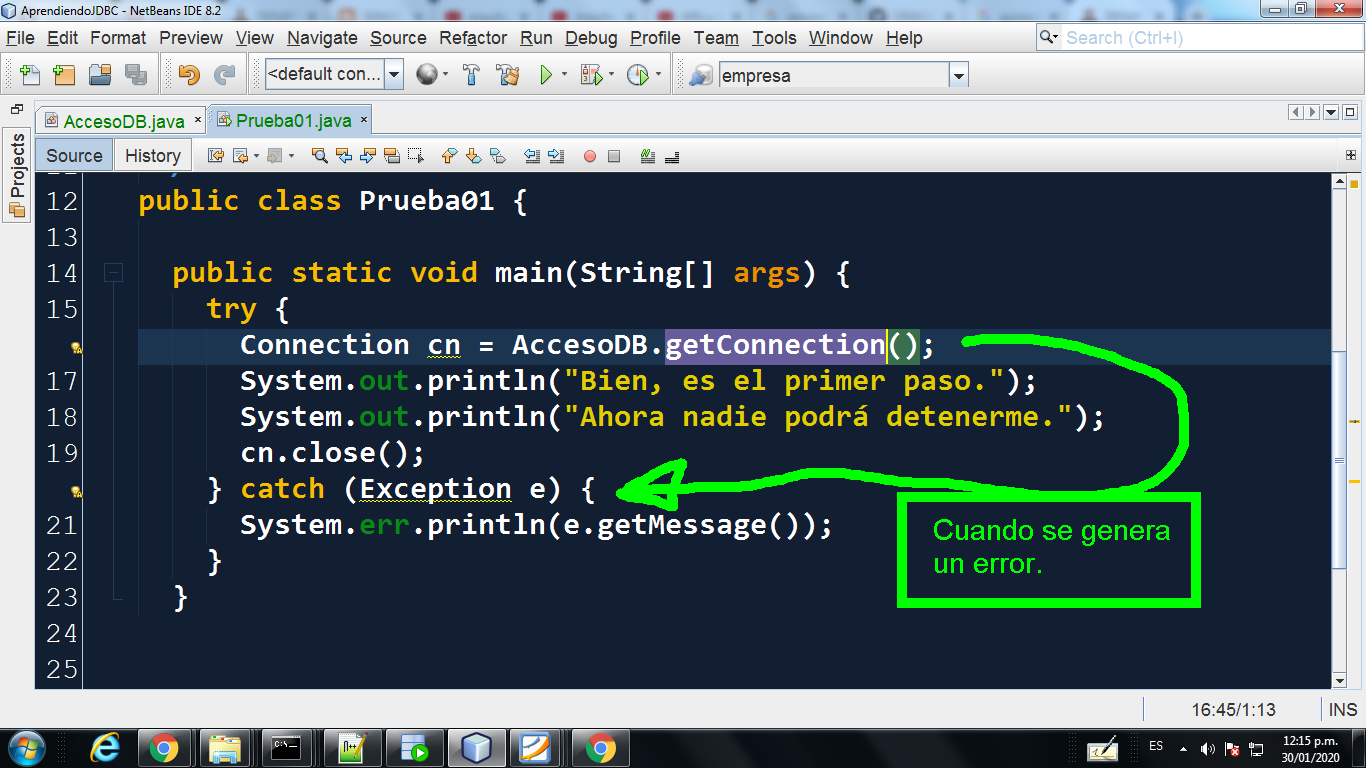 AprendiendoJDBC - NetBeans IDE 8.2
File Edit Format Preview View Navigate Source Refactor Run Debug Profile Team Tools Window Help
Search (Ctrl+I)
<default con... empresa
AccesoDB.java Prueba01.java
Projects
Source History
12 public class Prueba01 {
13
14 public static void main(String[] args) {
15 try {
Connection cn = AccesoDB.getConnection();
17 System.out.println("Bien, es el primer paso.");
18 System.out.println("Ahora nadie podrá detenerme.");
19 cn.close();
} catch (Exception e) {
21 System.err.println(e.getMessage());
22 }
23 }
24
25
Cuando se genera
un error.
16:45/1:13 INS
ES
12:15 p.m.
30/01/2020